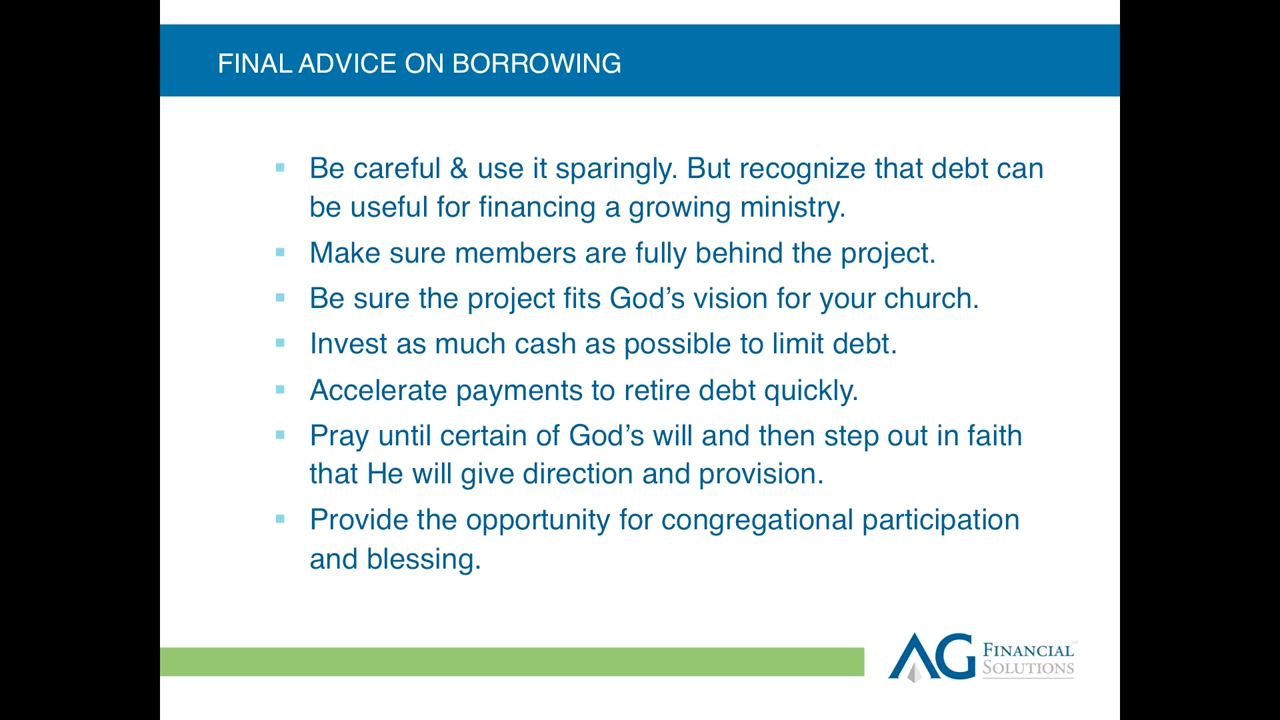 FINAL ADVICE ON BORROWING
Be careful & use it sparingly. But recognize that debt can
be useful for financing a growing ministry.
Make sure members are fully behind the project.
Be sure the project fits God’s vision for your church.
Invest as much cash as possible to limit debt.
Accelerate payments to retire debt quickly.
Pray until certain of God’s will and then step out in faith
that He will give direction and provision.
Provide the opportunity for congregational participation
and blessing.
AG FINANCIAL
SOLUTIONS